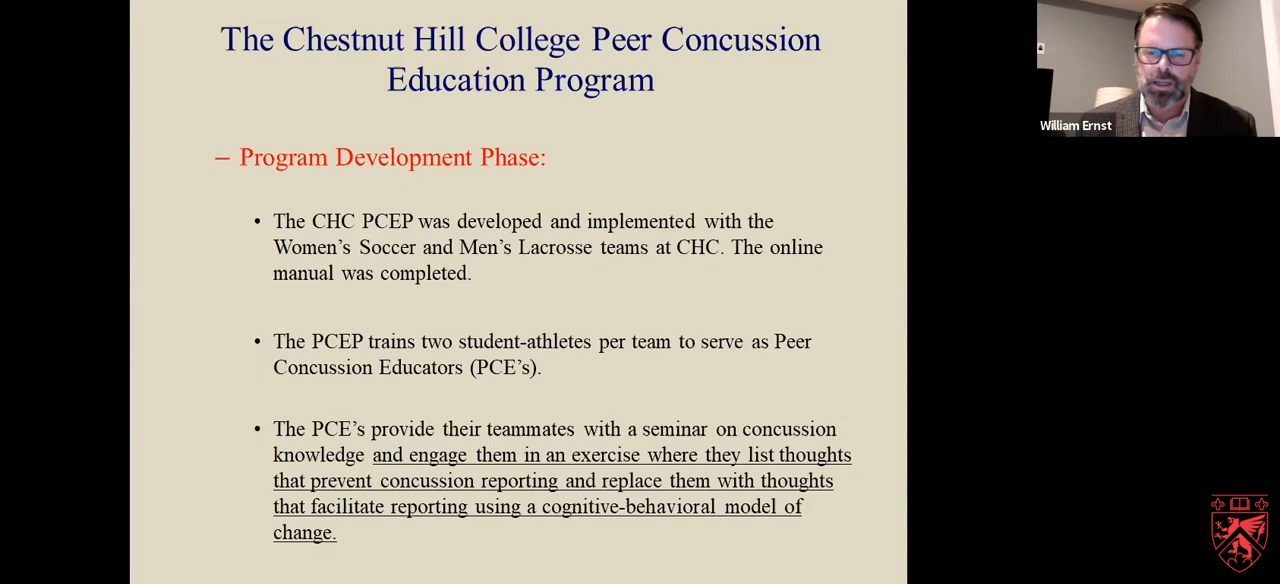 The Chestnut Hill College Peer Concussion
Education Program
William Ernst
– Program Development Phase:
• The CHC PCEP was developed and implemented with the
Women's Soccer and Men's Lacrosse teams at CHC. The online
manual was completed.
• The PCEP trains two student-athletes per team to serve as Peer
Concussion Educators (PCE's).
• The PCE's provide their teammates with a seminar on concussion
knowledge and engage them in an exercise where they list thoughts
that prevent concussion reporting and replace them with thoughts
that facilitate reporting using a cognitive-behavioral model of
change.